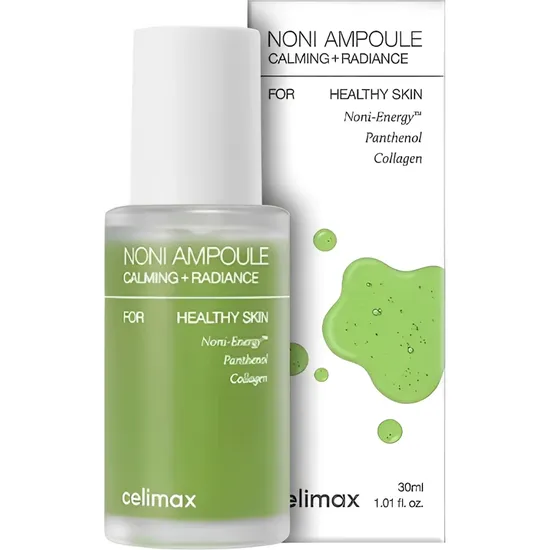 NONI AMPOULE
CALMING+RADIANCE
FOR HEALTHY SKIN
Noni-Energy™
Panthenol
Collagen
30ml
1.01 fl. oz.
elimax
NONI AMPOULE
CALMING+RADIANCE
FOR HEALTHY SKIN
Noni-Energy™
Panthenol
Collagen
celimax